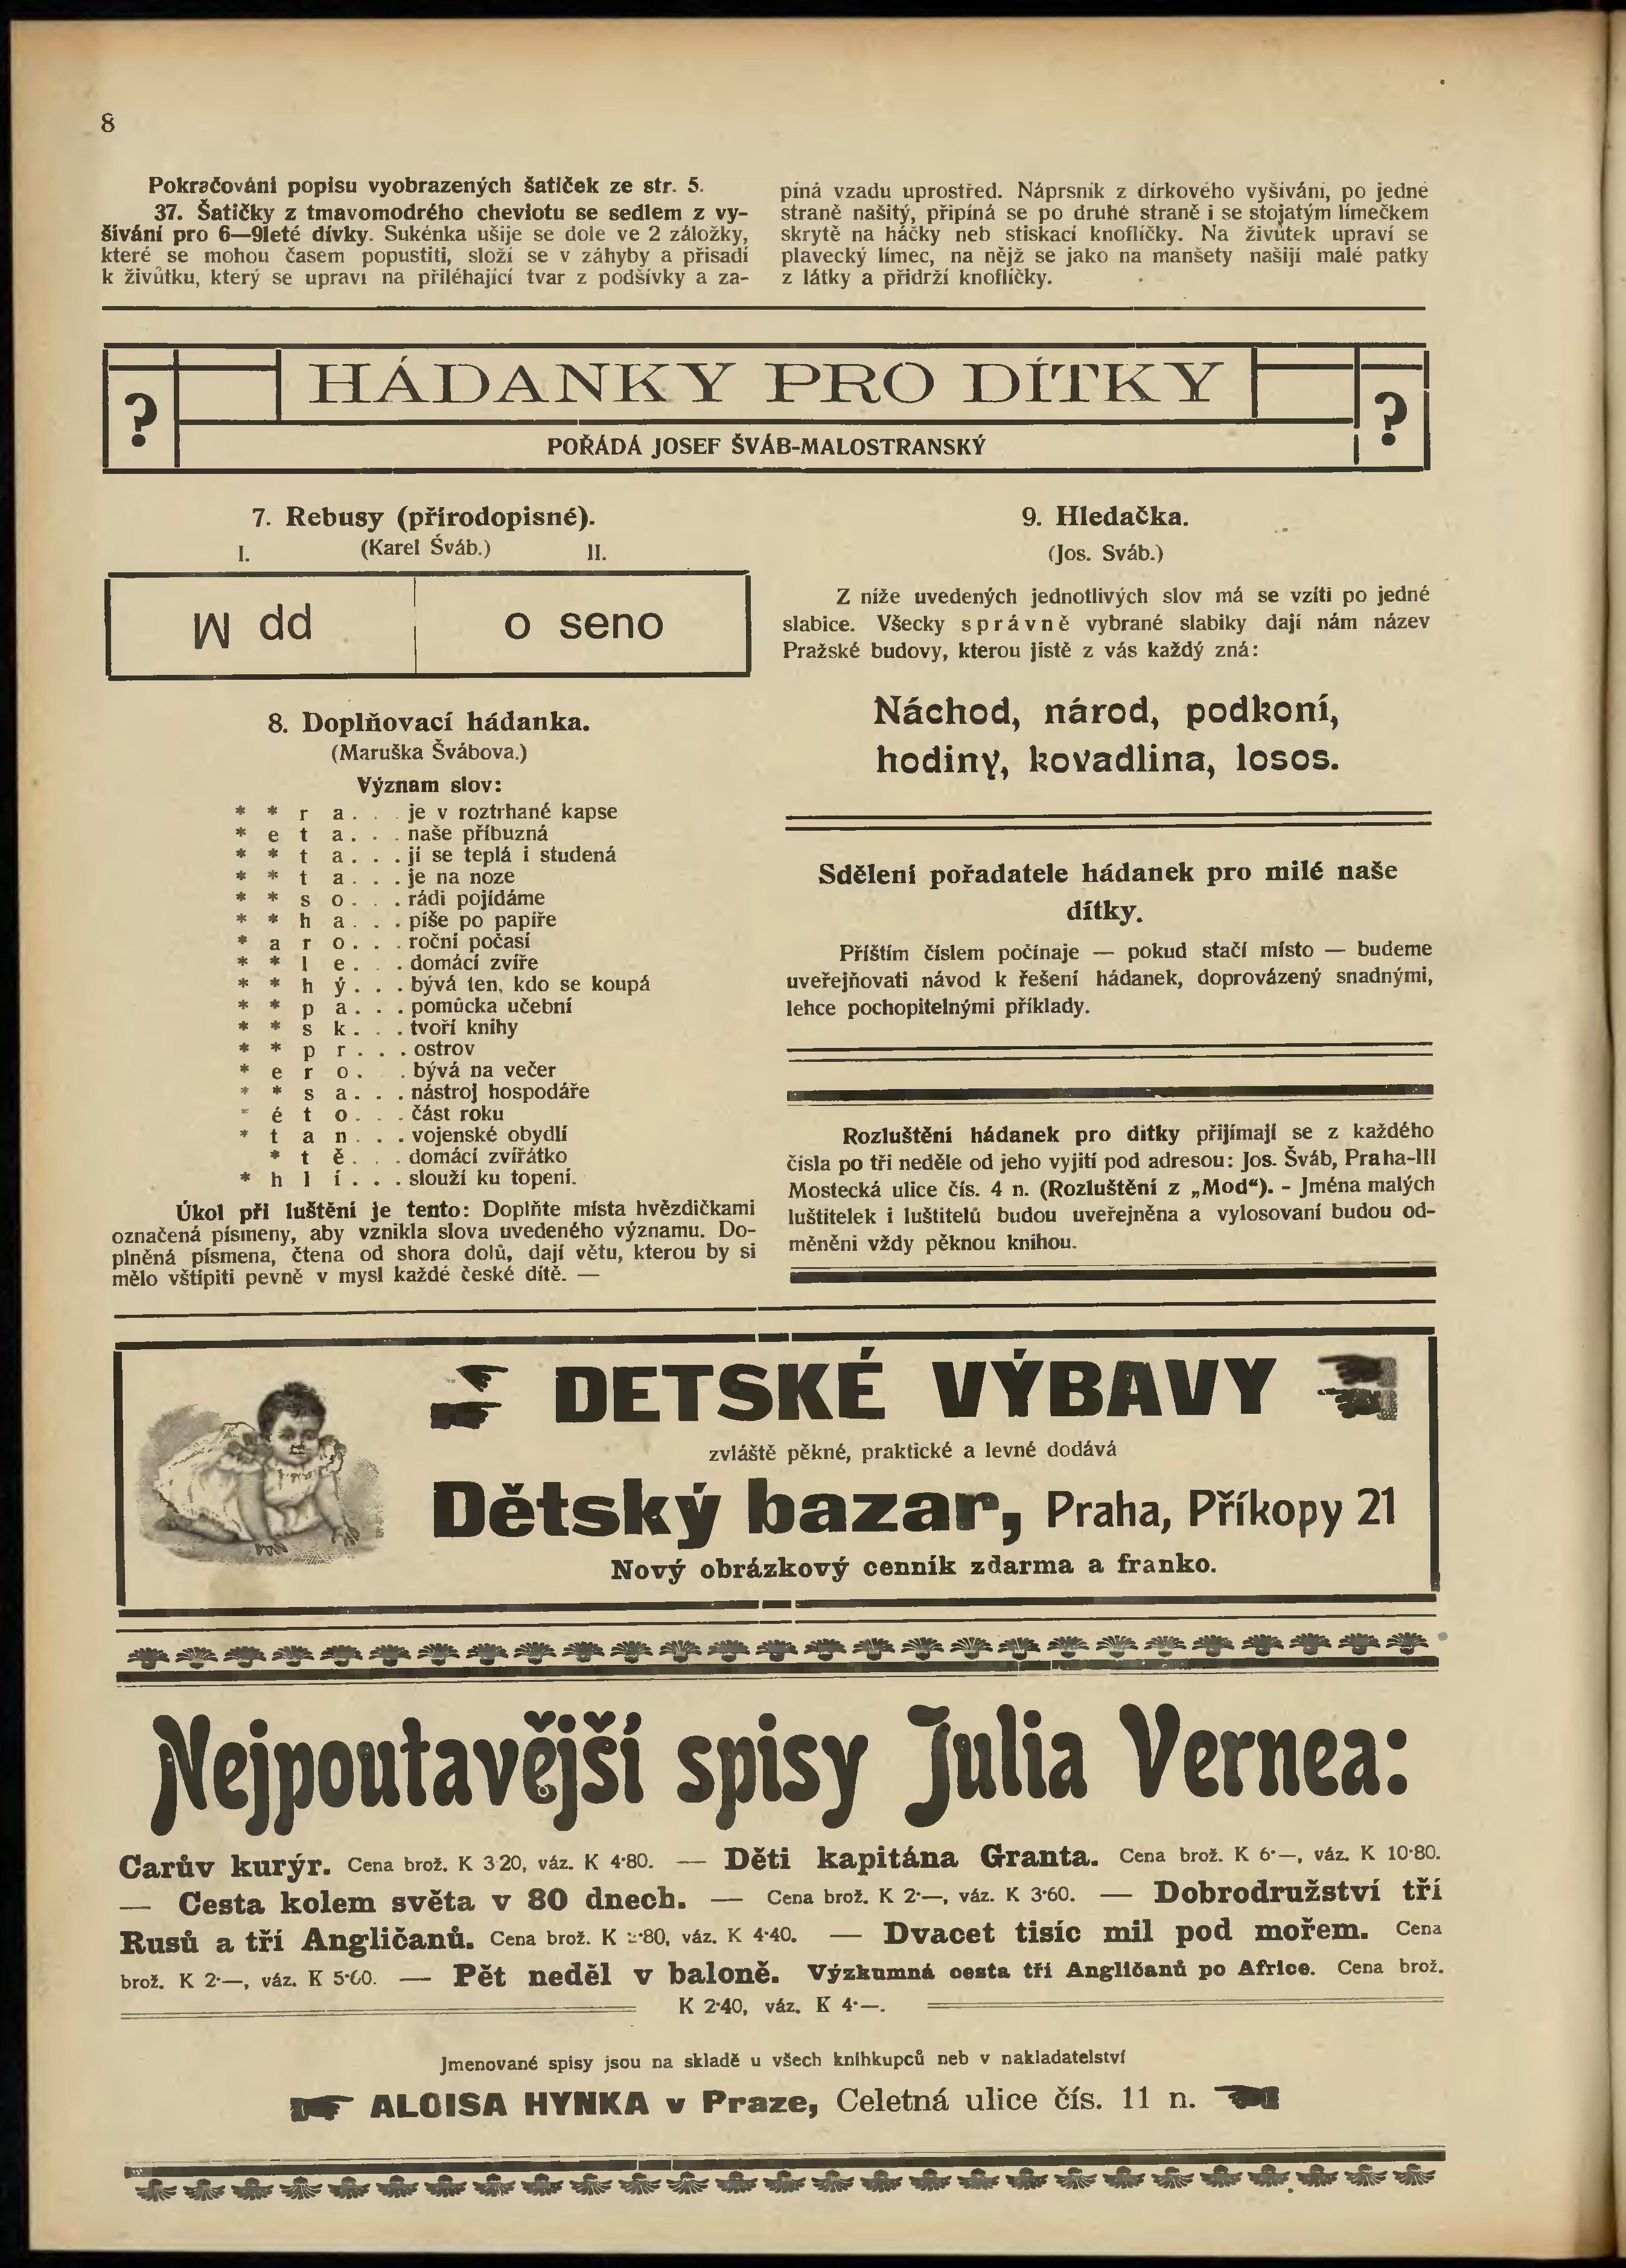 8
Pokračování popisu vyobrazených šatiček ze str. 5.
37. Šatičky z tmavomodrého cheviotu se sedlem z vy-
šívání pro 6—9leté dívky. Sukénka ušije se dole ve 2 záložky,
které se mohou časem popustiti, složí se v záhyby a přisadí
k živůtku, který se upraví na přiléhající tvar z podšívky a za-
píná vzadu uprostřed. Náprsník z dírkového vyšívání, po jedné
straně našitý, připíná se po druhé straně i se stojatým límečkem
skrytě na háčky neb stiskací knoflíčky. Na živůtek upraví se
plavecký límec, na nějž se jako na manšety našijí malé patky
z látky a přidrží knoflíčky.
? HÁDANKY PRO DÍTKY ?
POŘÁDÁ JOSEF ŠVÁB-MALOSTRANSKÝ
7. Rebusy (přírodopisné).
I. (Karel Šváb.) II.
M dd o seno
8. Doplňovací hádanka.
(Maruška Švábova.)
Význam slov:
* * r a . . . je v roztrhané kapse
* e t a . . . naše příbuzná
* * t a . . . jí se teplá i studená
* * t a . . . je na noze
* * s o . . . rádi pojídáme
* * h a . . . píše po papíře
* a r o . . . roční počasí
* * l e . . . domácí zvíře
* * h ý . . . bývá ten, kdo se koupá
* * p a . . . pomůcka učební
* * s k . . . tvoří knihy
* * p r . . . ostrov
* e r o . . bývá na večer
* * s a . . . nástroj hospodáře
* é t o . . . část roku
* t a n . . . vojenské obydlí
* t ě . . . domácí zvířátko
* h l í . . . slouží ku topení.
Úkol při luštění je tento: Doplňte místa hvězdičkami
označená písmeny, aby vznikla slova uvedeného významu. Do-
plněná písmena, čtena od shora dolů, dají větu, kterou by si
mělo vštípiti pevně v mysl každé české dítě. —
9. Hledačka.
(Jos. Sváb.)
Z níže uvedených jednotlivých slov má se vzíti po jedné
slabice. Všecky správně vybrané slabiky dají nám název
Pražské budovy, kterou jistě z vás každý zná:
Náchod, národ, podkoní,
hodiny, kovadlina, losos.
Sdělení pořadatele hádanek pro milé naše
dítky.
Příštím číslem počínaje — pokud stačí místo — budeme
uveřejňovati návod k řešení hádanek, doprovázený snadnými,
lehce pochopitelnými příklady.
Rozluštění hádanek pro dítky přijímají se z každého
čísla po tři neděle od jeho vyjití pod adresou: Jos. Šváb, Praha-III
Mostecká ulice čís. 4 n. (Rozluštění z „Mod“). - Jména malých
luštitelek i luštitelů budou uveřejněna a vylosovaní budou od-
měněni vždy pěknou knihou.
DETSKÉ VÝBAVY
zvláště pěkné, praktické a levné dodává
Dětský bazar, Praha, Příkopy 21
Nový obrázkový cenník zdarma a franko.
Nejpoutavější spisy Julia Vernea:
Carův kurýr. Cena brož. K 3·20, váz. K 4·80. — Děti kapitána Granta. Cena brož. K 6·—, váz. K 10·80.
— Cesta kolem světa v 80 dnech. — Cena brož. K 2·—, váz. K 3·60. — Dobrodružství tří
Rusů a tří Angličanů. Cena brož. K 2·80, váz. K 4·40. — Dvacet tisíc mil pod mořem. Cena
brož. K 2·—, váz. K 5·60. — Pět neděl v baloně. Výzkumná cesta tří Angličanů po Africe. Cena brož.
K 2·40, váz. K 4·—.
Jmenované spisy jsou na skladě u všech knihkupců neb v nakladatelství
ALOISA HYNKA v Praze, Celetná ulice čís. 11 n.